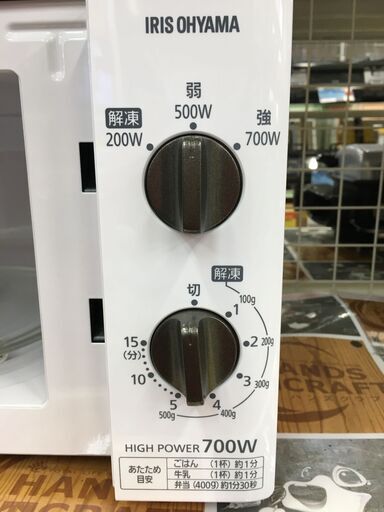 IRIS OHYAMA
弱
500W
解凍
200W
強
700W
解凍
切
100g
1
2
200g
3
300g
4
400g
5
500g
10
15
(分)
HIGH POWER 700W
あたため
目安
ごはん (1杯) 約1分
牛乳 (1杯) 約1分
弁当 (400g) 約1分30秒
HANDS
CRAFT
HAND